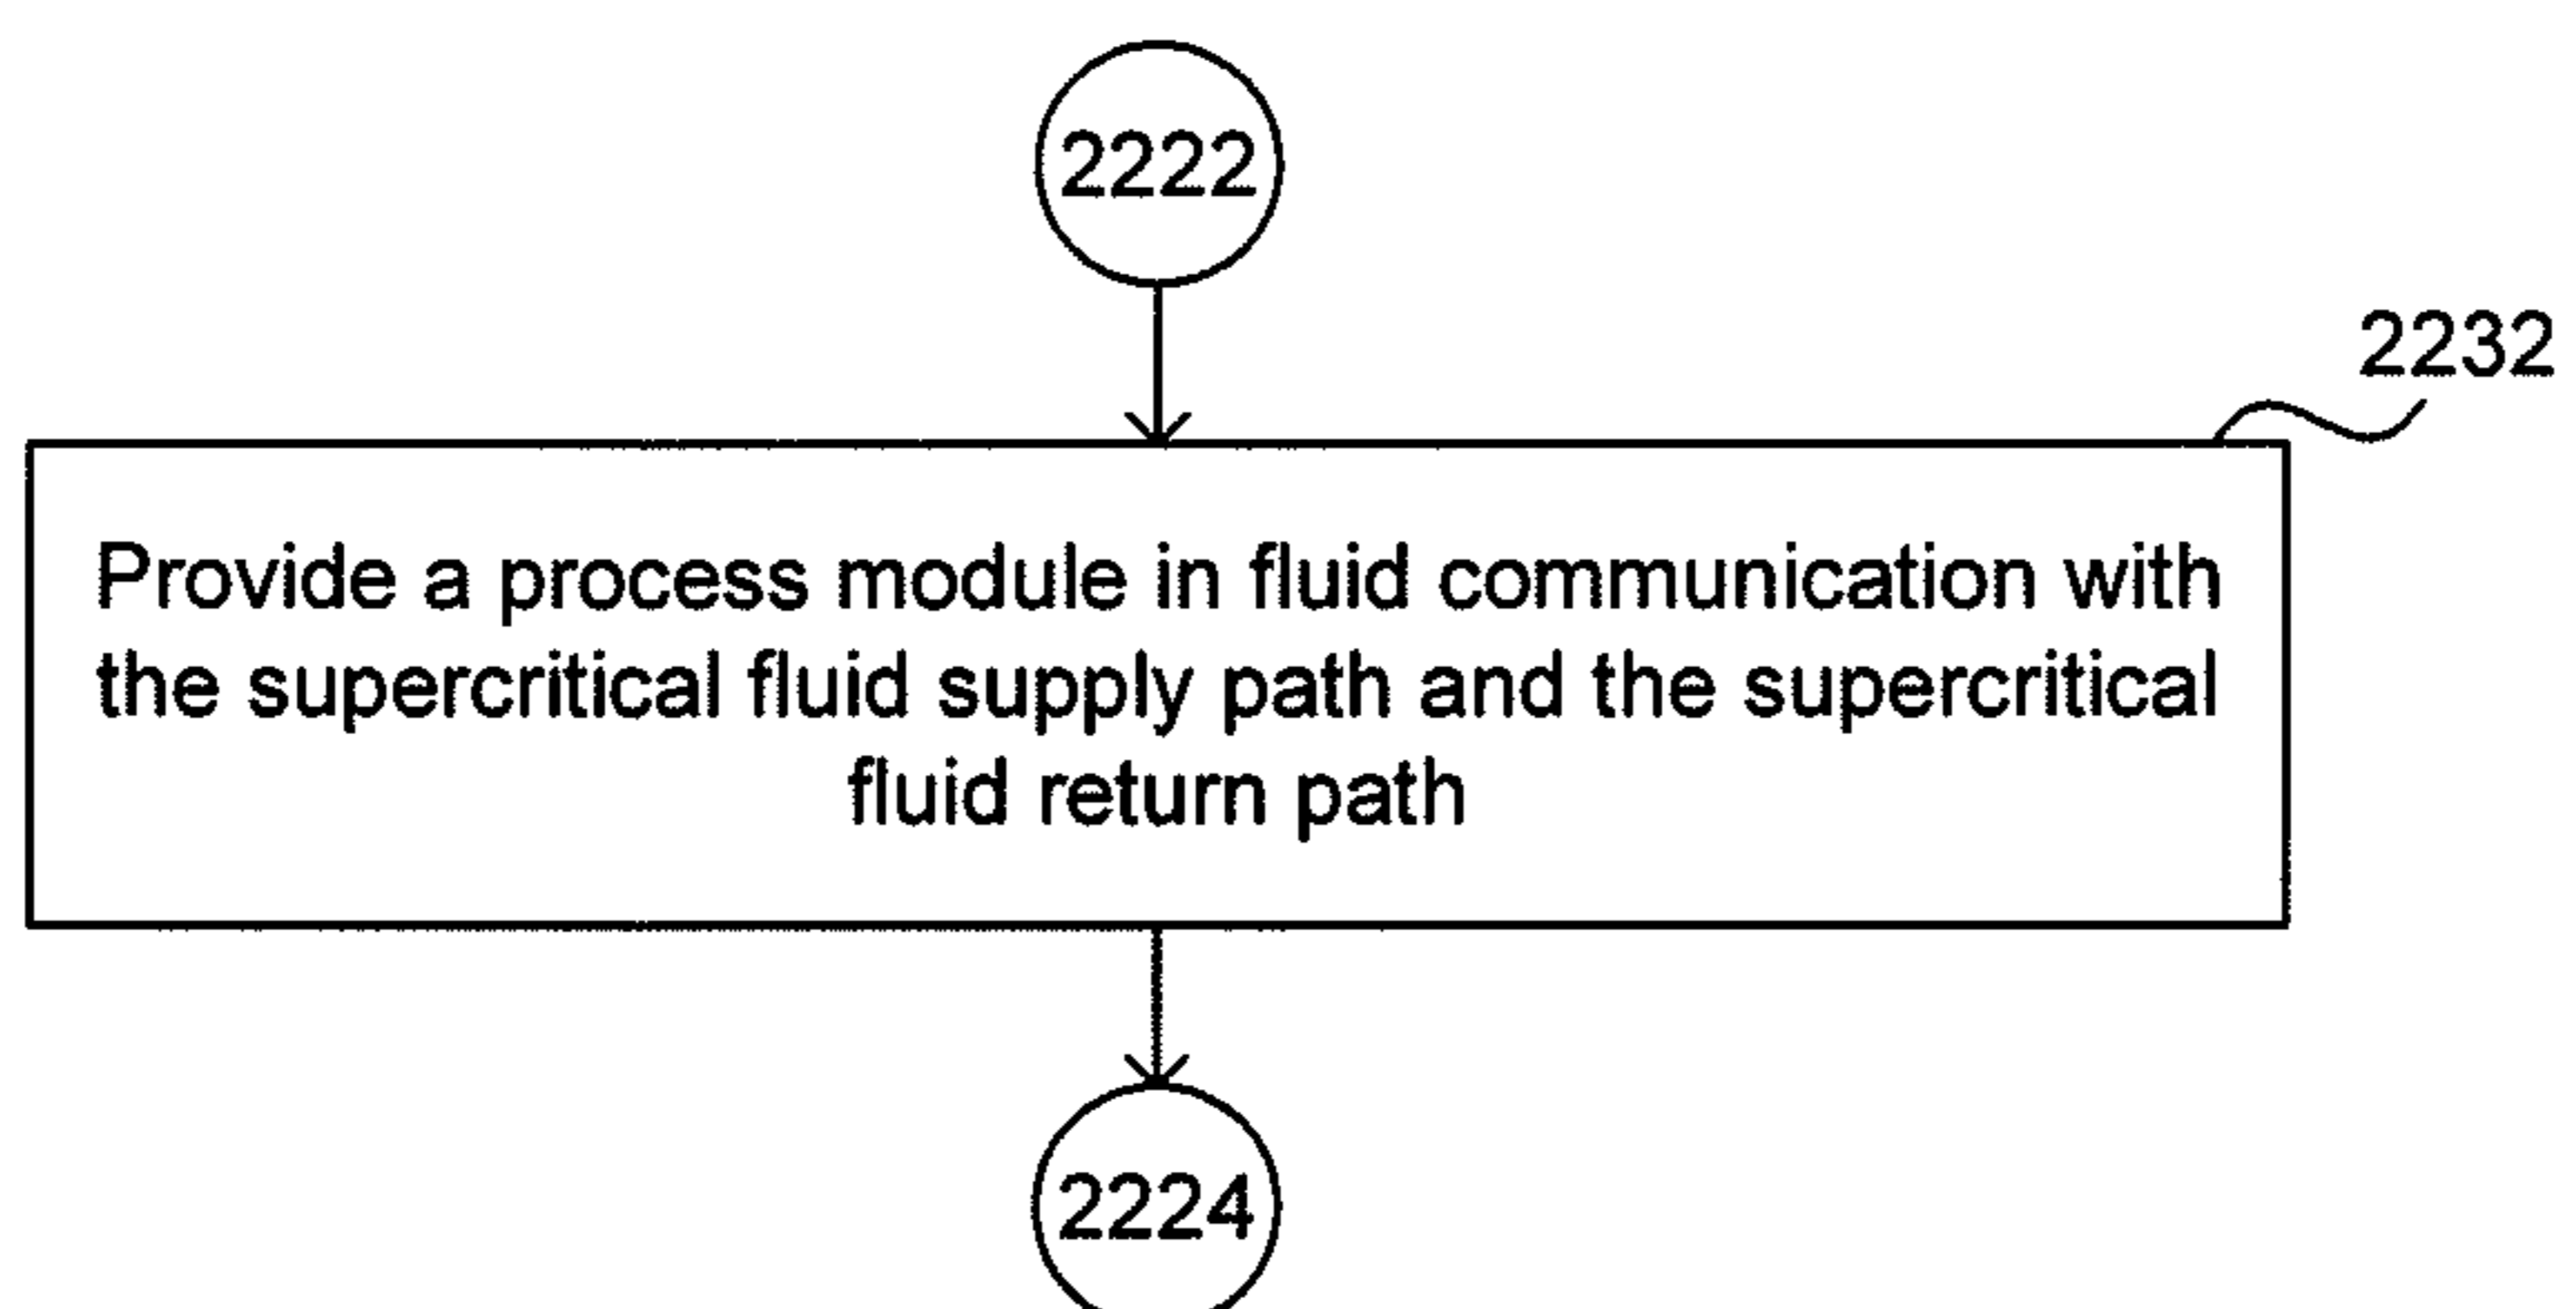 2222
2232
Provide a process module in fluid communication with
the supercritical fluid supply path and the supercritical
fluid return path
2224